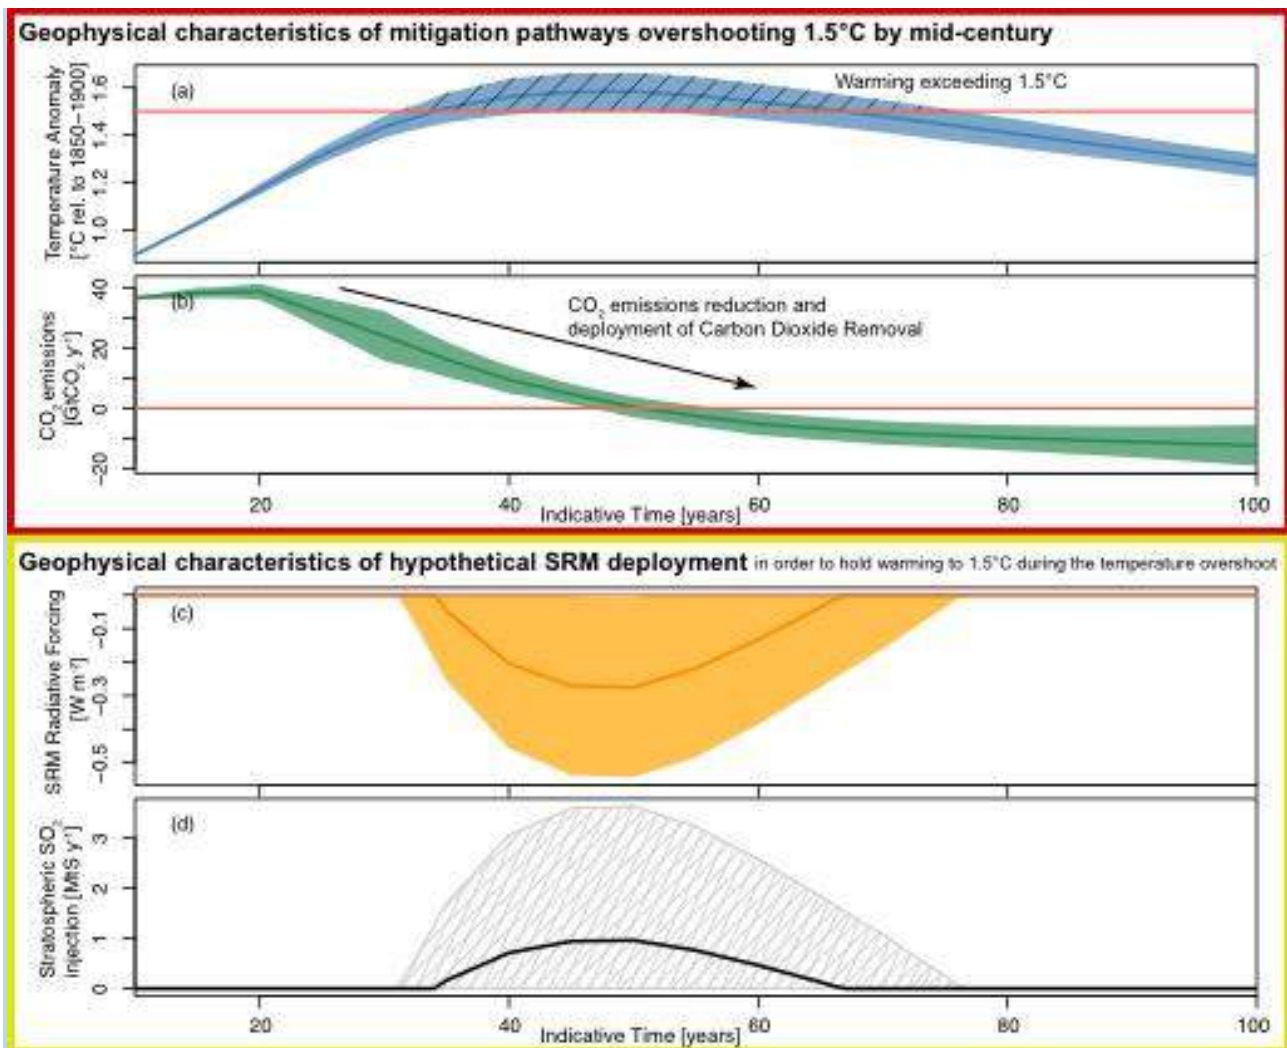 Geophysical characteristics of mitigation pathways overshooting 1.5°C by mid-century
Temperature Anomaly
[°C rel. to 1850–1900]
1.6
1.4
1.2
1.0
(a)
Warming exceeding 1.5°C
CO₂ emissions
[GtCO₂ y⁻¹]
40
20
0
−20
(b)
CO₂ emissions reduction and
deployment of Carbon Dioxide Removal
20 40 60 80 100
Indicative Time [years]
Geophysical characteristics of hypothetical SRM deployment in order to hold warming to 1.5°C during the temperature overshoot
SRM Radiative Forcing
[W m⁻²]
−0.1
−0.3
−0.5
(c)
Stratospheric SO₂
injection [MtS y⁻¹]
3
2
1
0
(d)
20 40 60 80 100
Indicative Time [years]